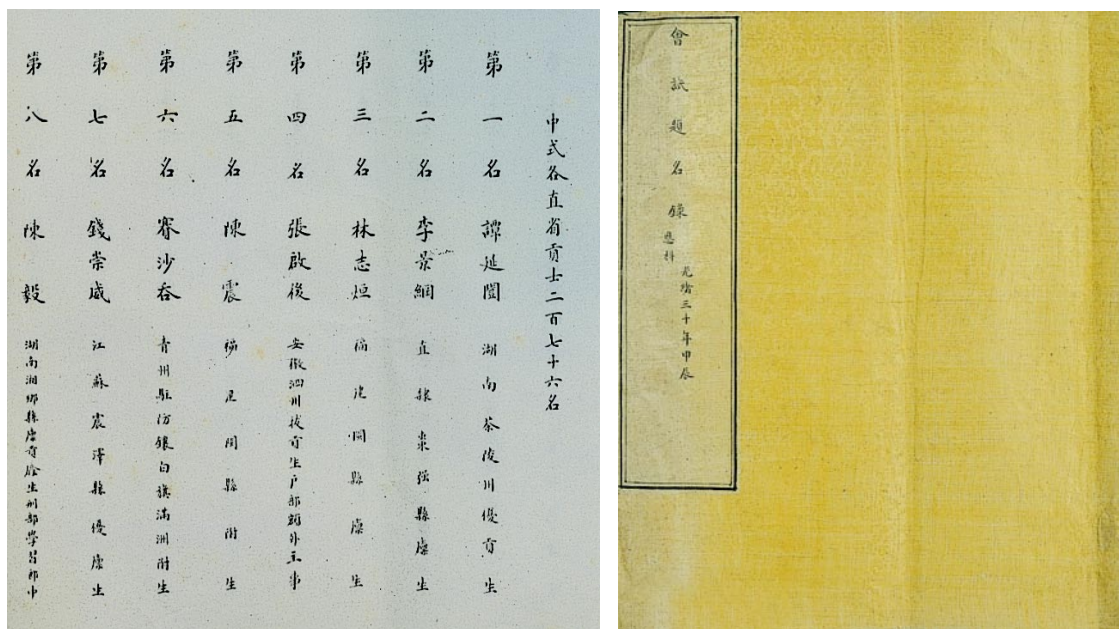 中式各直省貢士二百七十六名
第一名譚延闓湖南茶陵州優貢生
第二名李景綱直隸棗强縣廩生
第三名林志烜福建閩縣廩生
第四名張啟後安徽泗州拔貢生戶部額外主事
第五名陳震福建閩縣附生
第六名賽沙吞青州駐防鑲白旗滿洲附生
第七名錢崇威江蘇震澤縣優廩生
第八名陳毅湖南湘鄉縣廩貢廕生刑部學習郎中
會試題名錄
光緒三十年甲辰
恩科